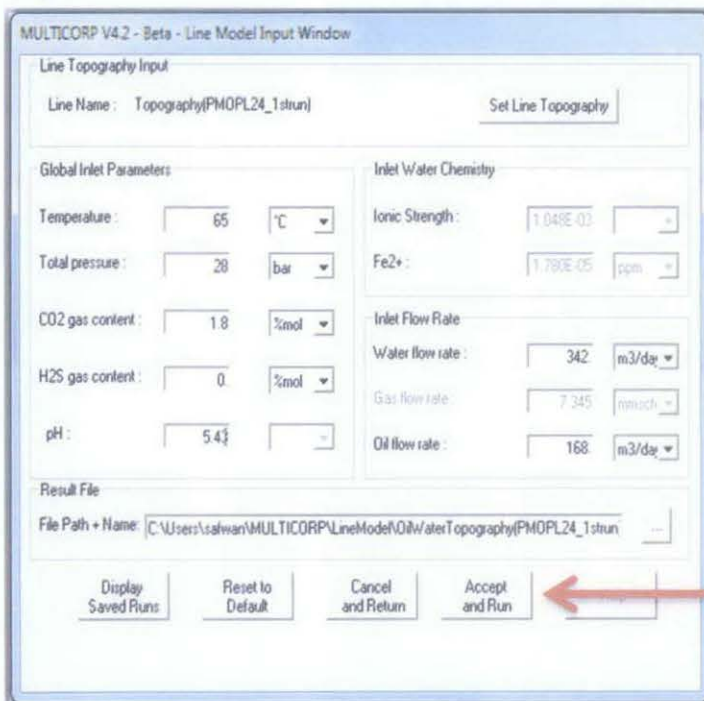 MULTICORP V4.2 - Beta - Line Model Input Window
Line Topography Input
Line Name : Topography(PMOPL24_1strun)
Set Line Topography
Global Inlet Parameters
Temperature : 65 °C
Total pressure : 28 bar
CO2 gas content : 1.8 %mol
H2S gas content : 0. %mol
pH : 5.43
Inlet Water Chemistry
Ionic Strength : 1.048E-03
Fe2+ : 1.780E-05 ppm
Inlet Flow Rate
Water flow rate : 342 m3/day
Gas flow rate 7.345 mmscf
Oil flow rate : 168 m3/day
Result File
File Path + Name: C:\Users\safwan\MULTICORP\LineModel\OilWaterTopography(PMOPL24_1strun) ...
Display Saved Runs
Reset to Default
Cancel and Return
Accept and Run